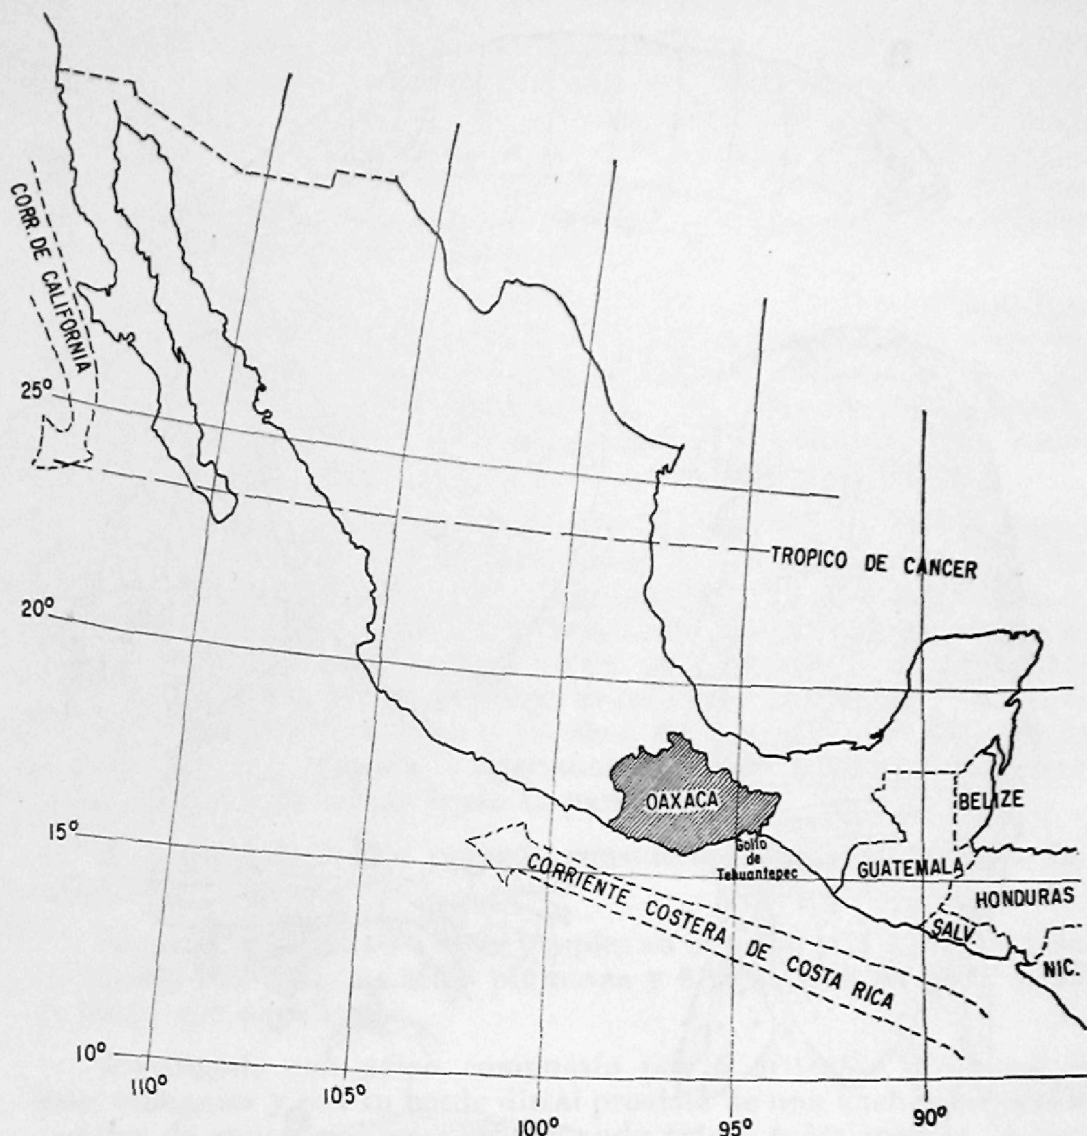 CORR. DE CALIFORNIA
25°
TROPICO DE CANCER
20°
OAXACA
BELIZE
15°
Golfo
de
Tehuantepec
GUATEMALA
HONDURAS
CORRIENTE COSTERA DE COSTA RICA
SALV.
NIC.
10°
110°
105°
100°
95°
90°